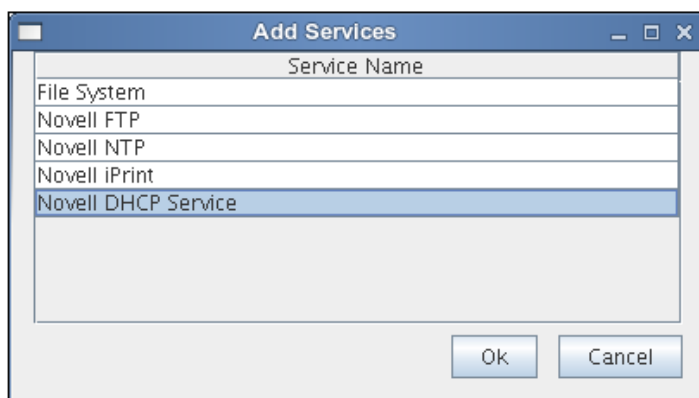 Add Services
Service Name
File System
Novell FTP
Novell NTP
Novell iPrint
Novell DHCP Service
Ok
Cancel